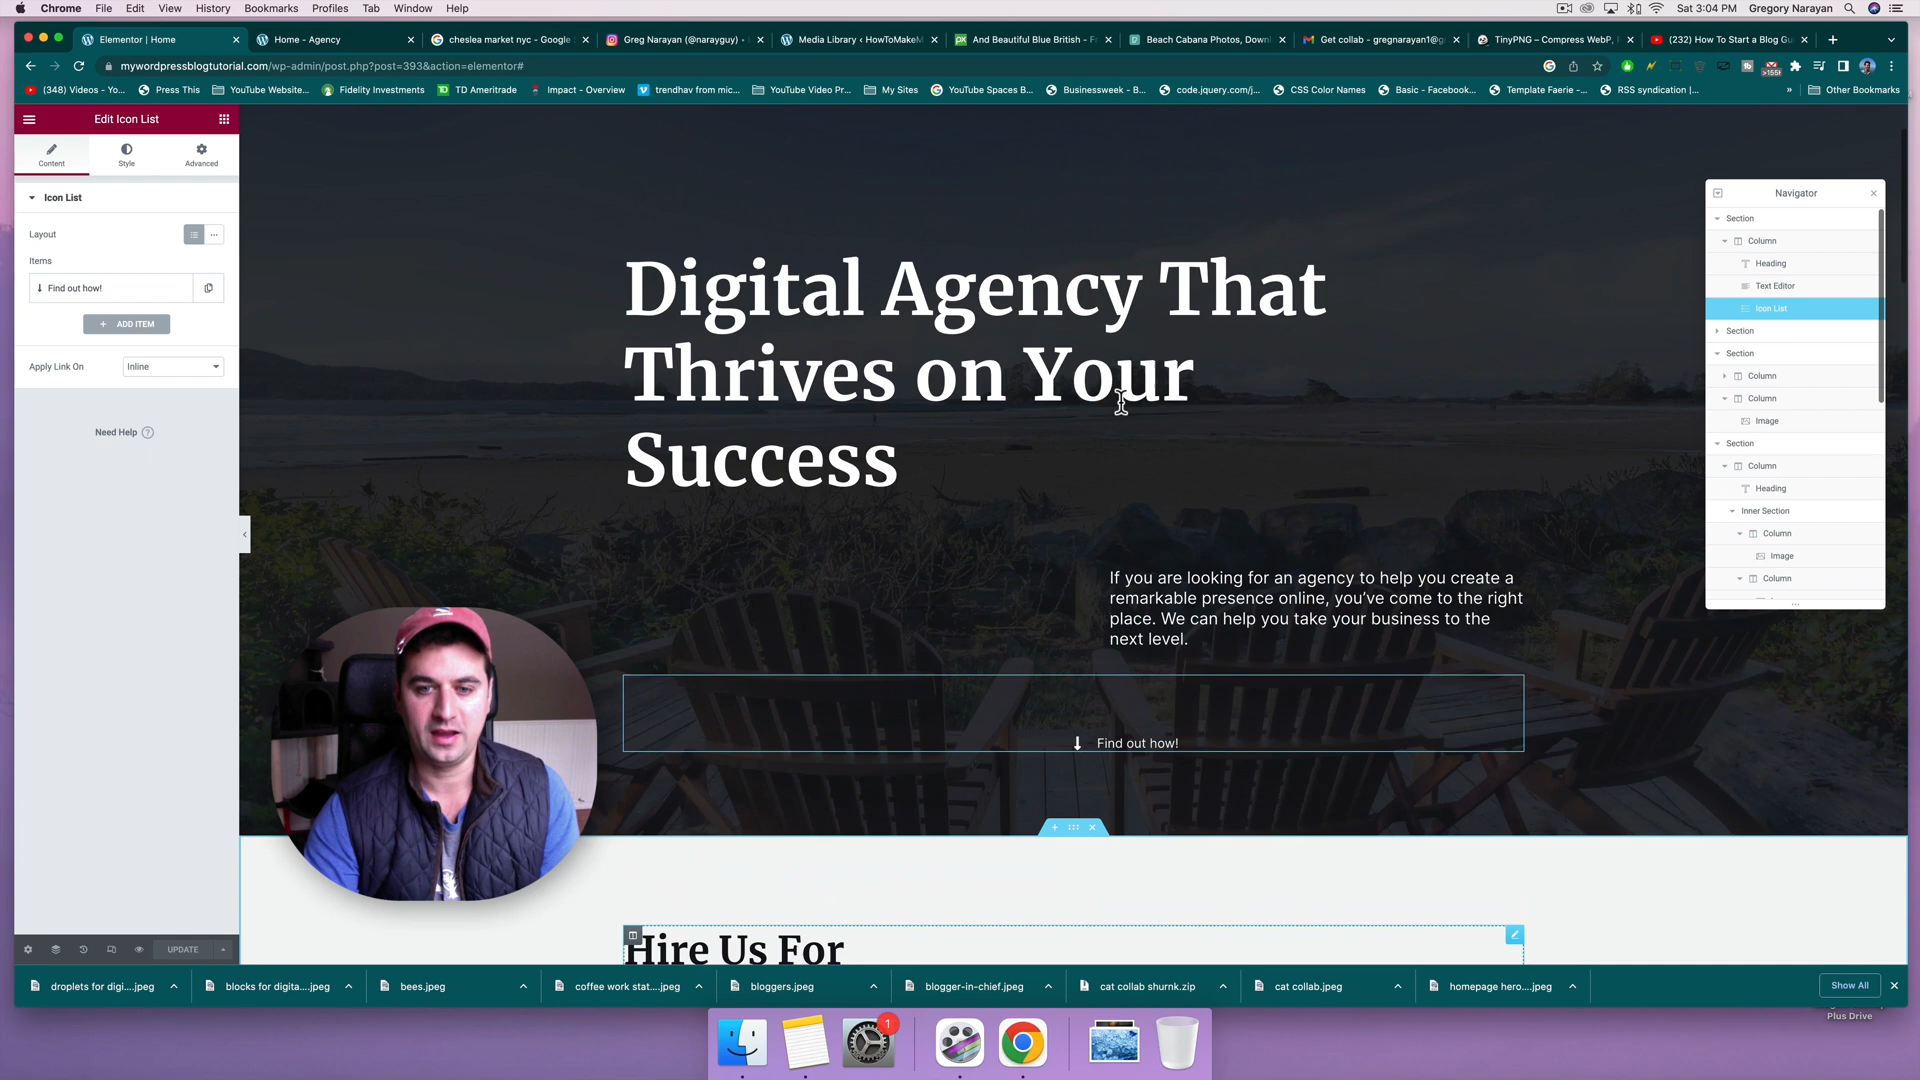 Chrome File Edit View History Bookmarks Profiles Tab Window Help Sat 3:04 PM Gregory Narayan
Elementor | Home Home - Agency cheslea market nyc - Google Greg Narayan (@narayguy) • Media Library ‹ HowToMakeM And Beautiful Blue British - F Beach Cabana Photos, Down Get collab - gregnarayan1@g TinyPNG – Compress WebP, (232) How To Start a Blog Gu
mywordpressblogtutorial.com/wp-admin/post.php?post=393&action=elementor#
(348) Videos - Yo... Press This YouTube Website... Fidelity Investments TD Ameritrade Impact - Overview trendhav from mic... YouTube Video Pr... My Sites YouTube Spaces B... Businessweek - B... code.jquery.com/j... CSS Color Names Basic - Facebook... Template Faerie -... RSS syndication |... » Other Bookmarks
Edit Icon List
Content Style Advanced
Icon List
Layout
Items
Find out how!
+ ADD ITEM
Apply Link On Inline
Need Help ?
UPDATE
Digital Agency That
Thrives on Your
Success
If you are looking for an agency to help you create a
remarkable presence online, you’ve come to the right
place. We can help you take your business to the
next level.
Find out how!
Hire Us For
Navigator
Section
Column
Heading
Text Editor
Icon List
Section
Section
Column
Column
Image
Section
Column
Heading
Inner Section
Column
Image
Column
droplets for digi....jpeg blocks for digita....jpeg bees.jpeg coffee work stat....jpeg bloggers.jpeg blogger-in-chief.jpeg cat collab shurnk.zip cat collab.jpeg homepage hero....jpeg Show All
Plus Drive
1